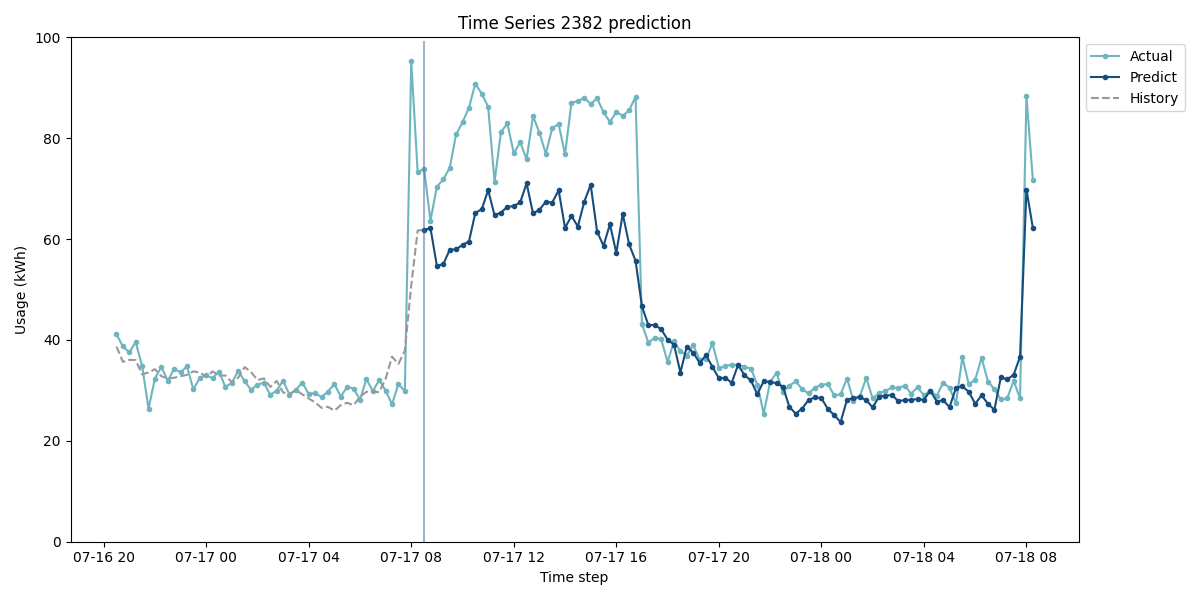 Time Series 2382 prediction
100
80
60
40
20
0
Usage (kWh)
07-16 20
07-17 00
07-17 04
07-17 08
07-17 12
07-17 16
07-17 20
07-18 00
07-18 04
07-18 08
Time step
Actual
Predict
History